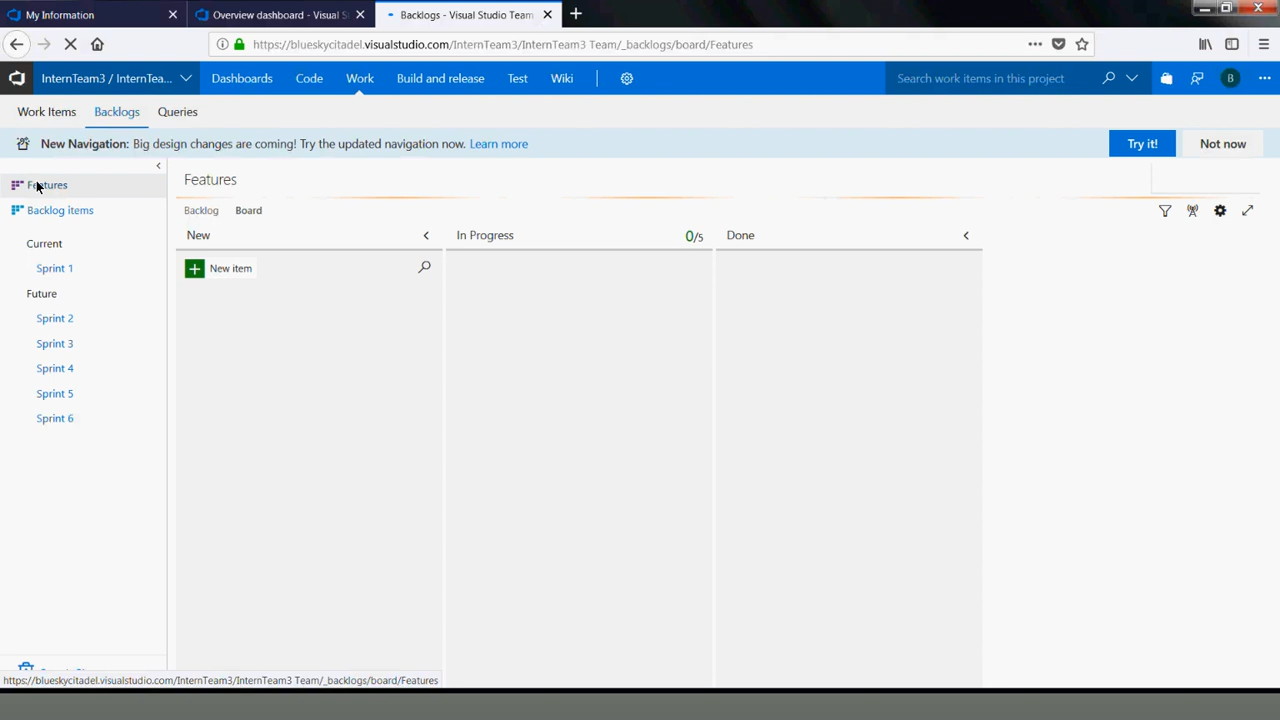 My Information
Overview dashboard - Visual S
Backlogs - Visual Studio Team
https://blueskycitadel.visualstudio.com/InternTeam3/InternTeam3 Team/_backlogs/board/Features
InternTeam3 / InternTea...
Dashboards
Code
Work
Build and release
Test
Wiki
Search work items in this project
B
Work Items
Backlogs
Queries
New Navigation: Big design changes are coming! Try the updated navigation now. Learn more
Try it!
Not now
Features
Backlog items
Current
Sprint 1
Future
Sprint 2
Sprint 3
Sprint 4
Sprint 5
Sprint 6
Features
Backlog
Board
New
In Progress
0/5
Done
New item
https://blueskycitadel.visualstudio.com/InternTeam3/InternTeam3 Team/_backlogs/board/Features